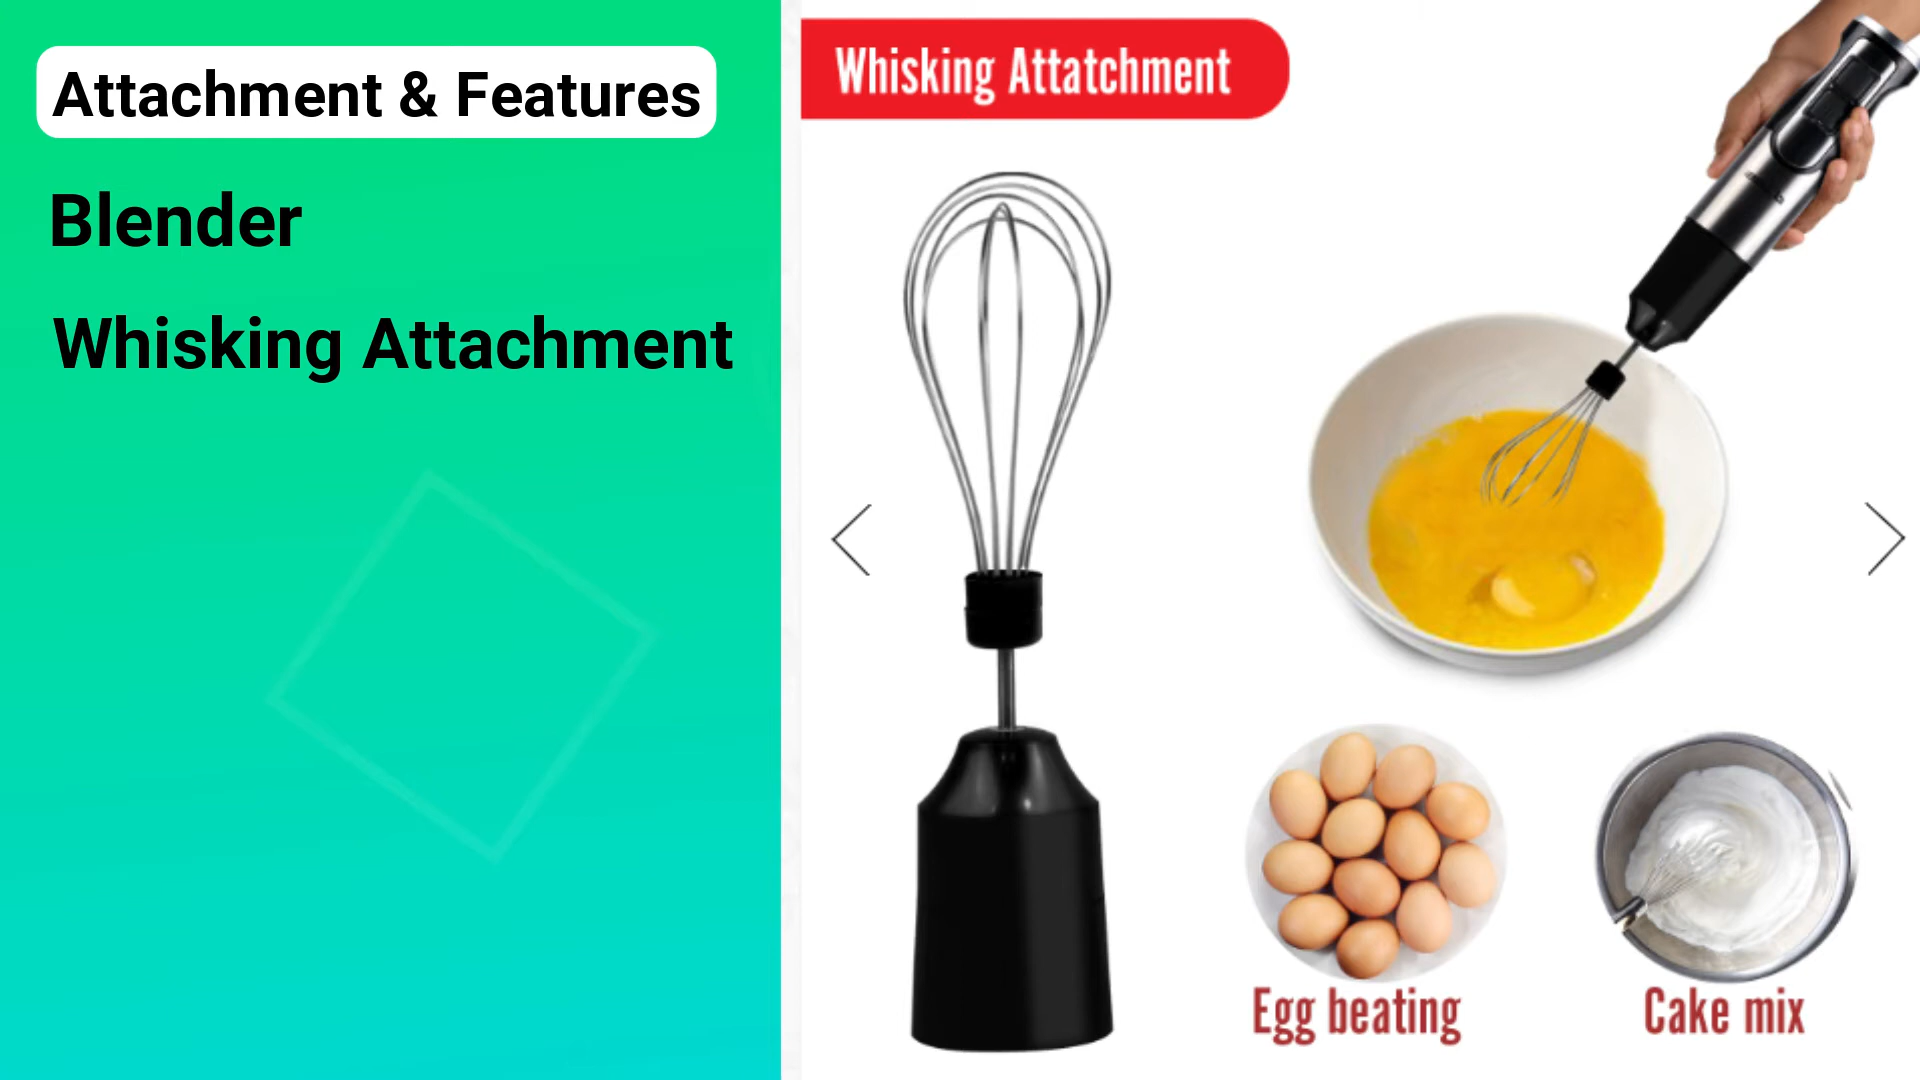 Attachment & Features
Blender
Whisking Attachment
Whisking Attatchment
Egg beating
Cake mix